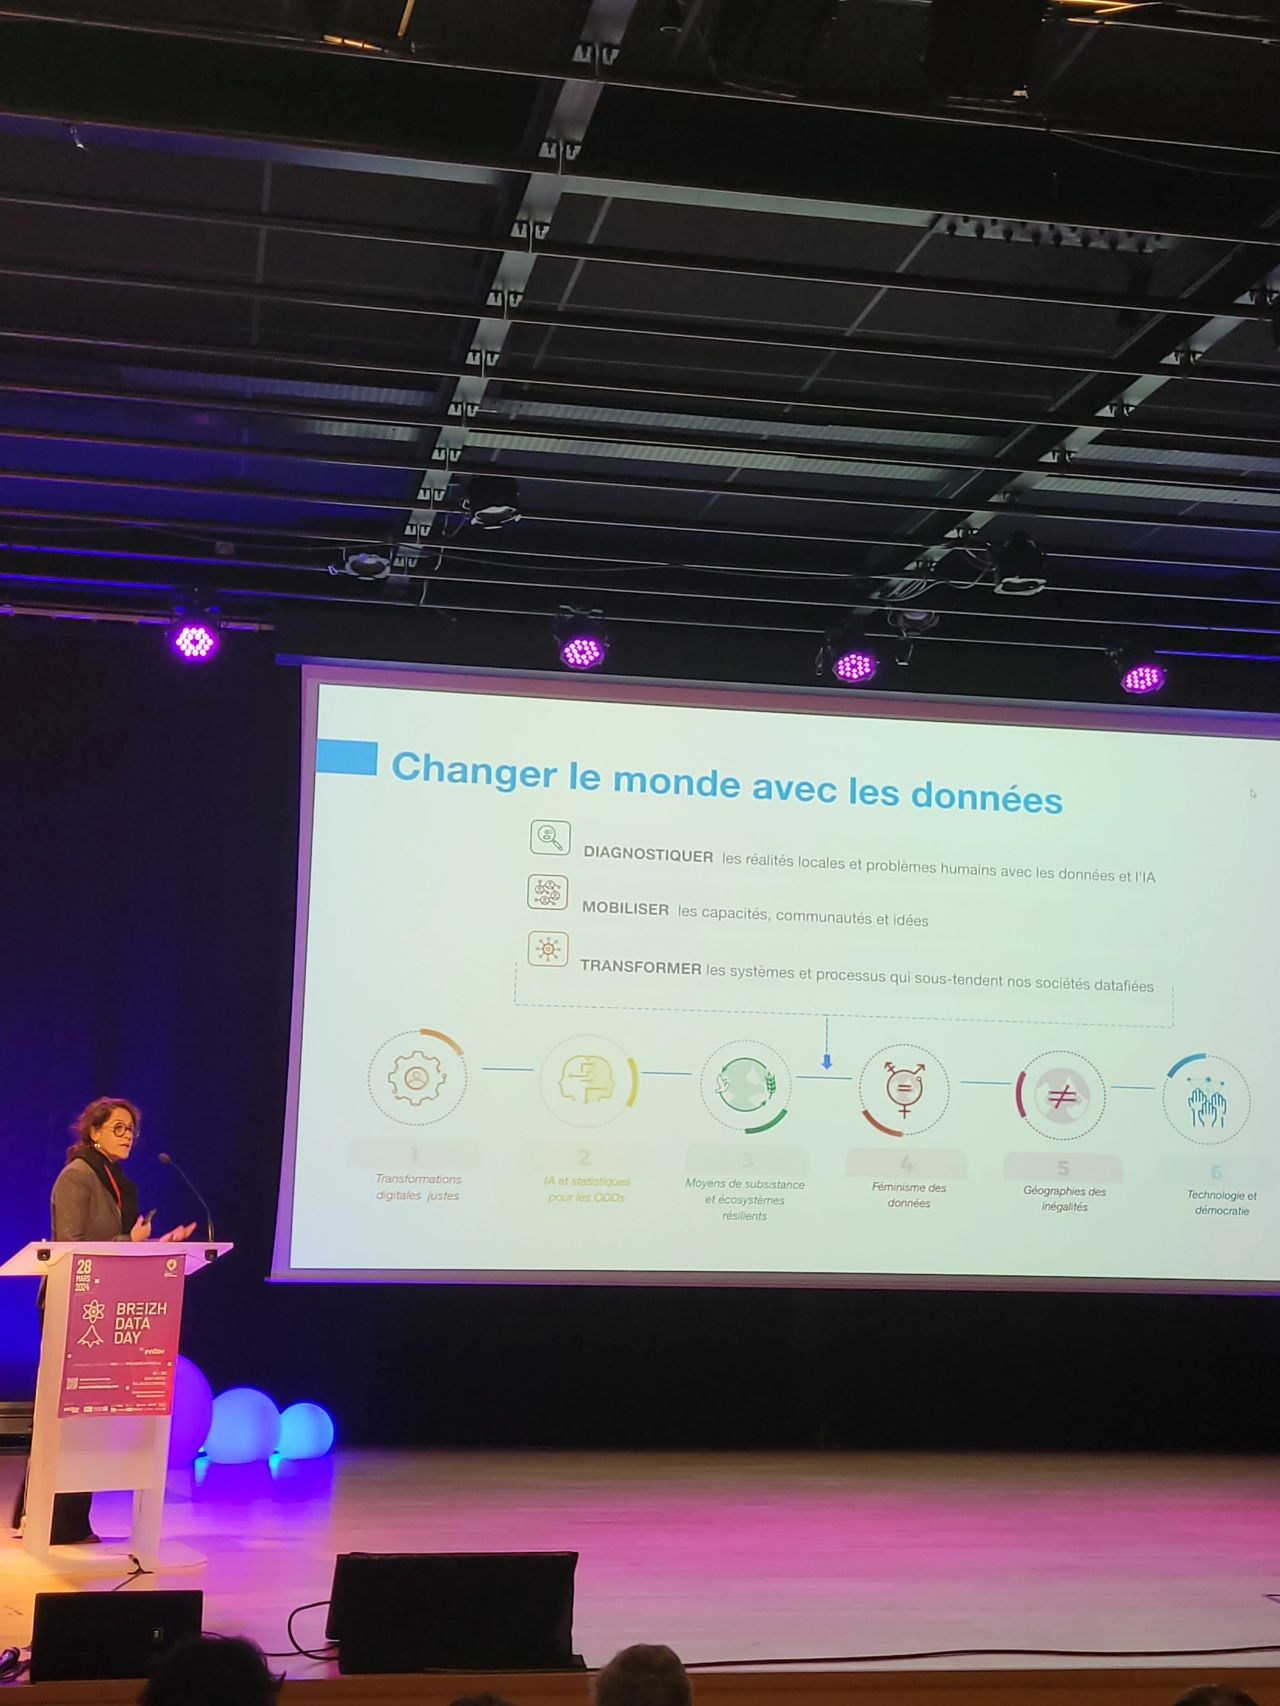 Changer le monde avec les données
DIAGNOSTIQUER les réalités locales et problèmes humains avec les données et l'IA
MOBILISER les capacités, communautés et idées
TRANSFORMER les systèmes et processus qui sous-tendent nos sociétés datafiées
1
Transformations
digitales justes
2
IA et statistiques
pour les ODDs
3
Moyens de subsistance
et écosystèmes
résilients
4
Féminisme des
données
5
Géographies des
inégalités
6
Technologie et
démocratie
28
MARS
2024
BREIZH
DATA
DAY